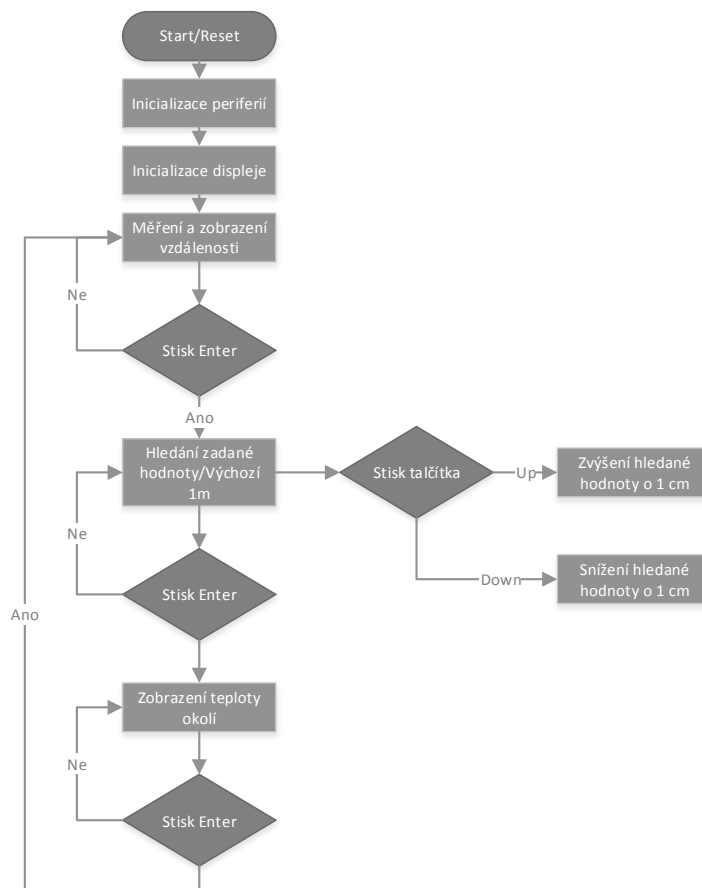 Start/Reset
Inicializace periferií
Inicializace displeje
Měření a zobrazení
vzdálenosti
Ne
Stisk Enter
Ano
Hledání zadané
hodnoty/Výchozí
1m
Stisk talčítka
Up
Zvýšení hledané
hodnoty o 1 cm
Ne
Down
Snížení hledané
hodnoty o 1 cm
Stisk Enter
Ano
Zobrazení teploty
okolí
Ne
Stisk Enter